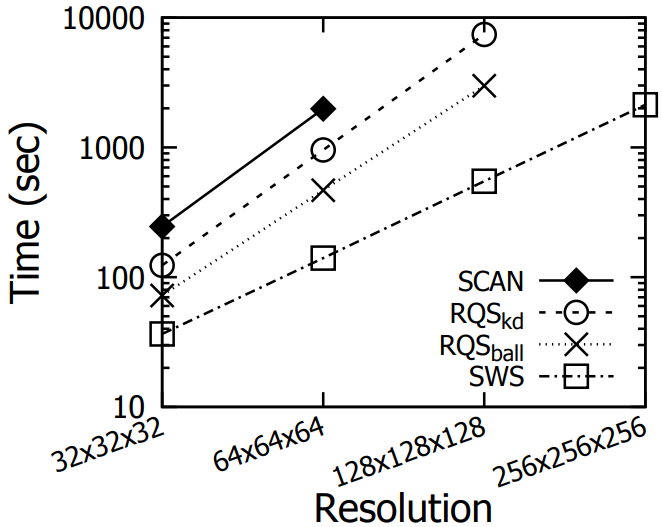 10000
1000
100
10
Time (sec)
SCAN
RQSkd
RQSball
SWS
32x32x32
64x64x64
128x128x128
256x256x256
Resolution